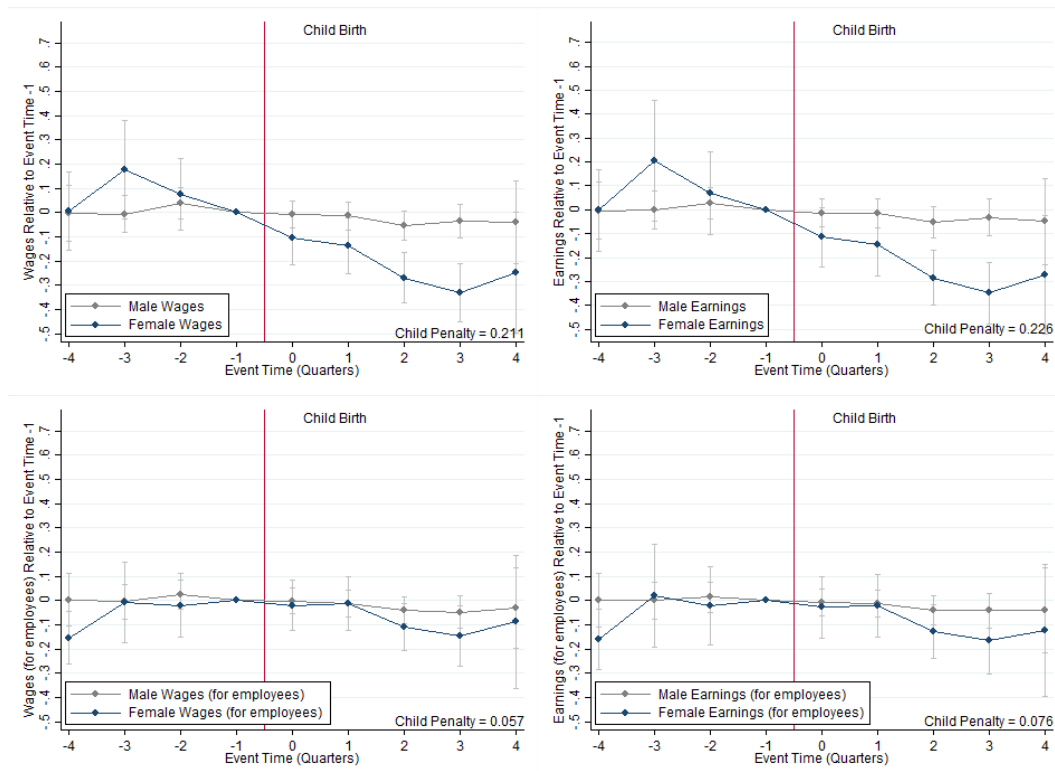 Child Birth
Wages Relative to Event Time -1
.7
.6
.5
.4
.3
.2
.1
0
-.1
-.2
-.3
-.4
-.5
Male Wages
Female Wages
Child Penalty = 0.211
-4 -3 -2 -1 0 1 2 3 4
Event Time (Quarters)
Child Birth
Earnings Relative to Event Time -1
.7
.6
.5
.4
.3
.2
.1
0
-.1
-.2
-.3
-.4
-.5
Male Earnings
Female Earnings
Child Penalty = 0.226
-4 -3 -2 -1 0 1 2 3 4
Event Time (Quarters)
Child Birth
Wages (for employees) Relative to Event Time -1
.7
.6
.5
.4
.3
.2
.1
0
-.1
-.2
-.3
-.4
-.5
Male Wages (for employees)
Female Wages (for employees)
Child Penalty = 0.057
-4 -3 -2 -1 0 1 2 3 4
Event Time (Quarters)
Child Birth
Earnings (for employees) Relative to Event Time -1
.7
.6
.5
.4
.3
.2
.1
0
-.1
-.2
-.3
-.4
-.5
Male Earnings (for employees)
Female Earnings (for employees)
Child Penalty = 0.076
-4 -3 -2 -1 0 1 2 3 4
Event Time (Quarters)